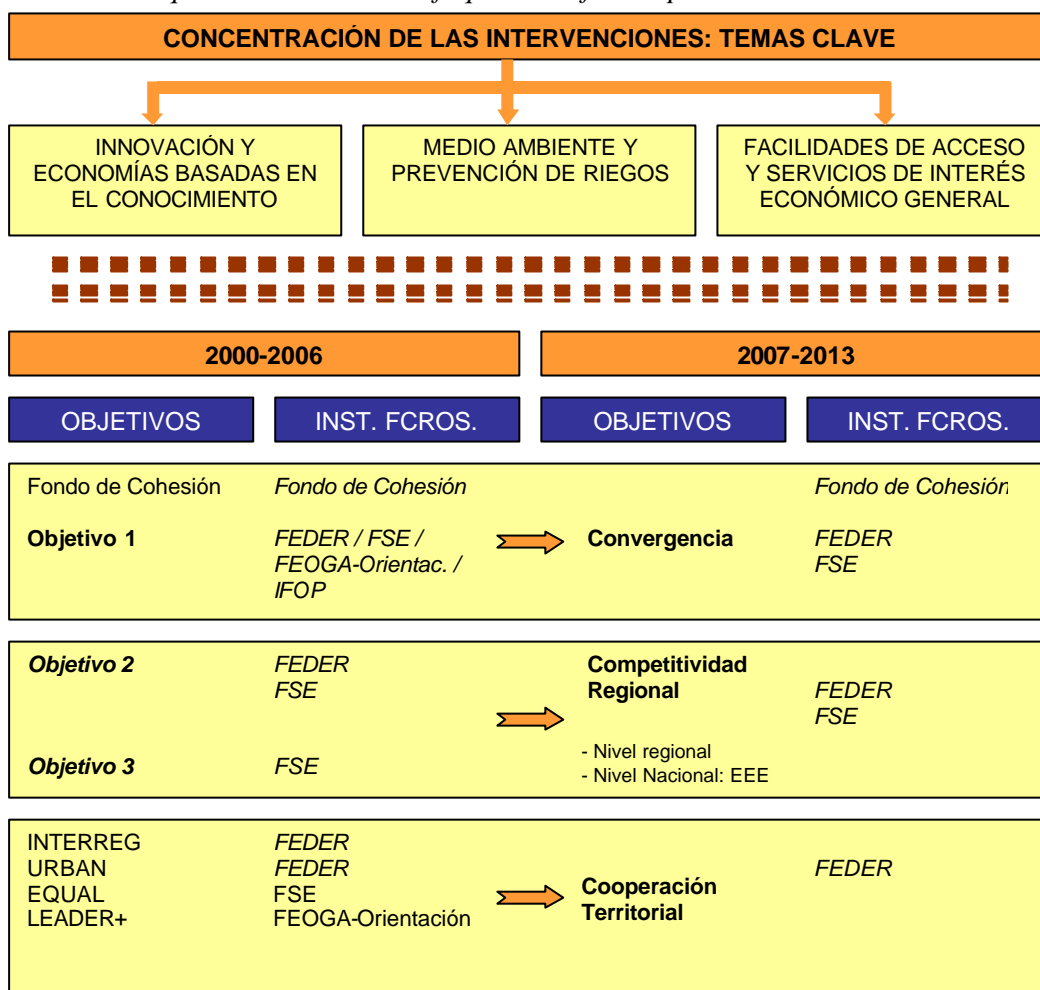 CONCENTRACIÓN DE LAS INTERVENCIONES: TEMAS CLAVE
INNOVACIÓN Y
ECONOMÍAS BASADAS EN
EL CONOCIMIENTO
MEDIO AMBIENTE Y
PREVENCIÓN DE RIEGOS
FACILIDADES DE ACCESO
Y SERVICIOS DE INTERÉS
ECONÓMICO GENERAL
2000-2006
2007-2013
OBJETIVOS
INST. FCROS.
OBJETIVOS
INST. FCROS.
Fondo de Cohesión
Fondo de Cohesión
Fondo de Cohesión
Objetivo 1
FEDER / FSE /
FEOGA-Orientac. /
IFOP
Convergencia
FEDER
FSE
Objetivo 2
FEDER
FSE
Competitividad
Regional
FEDER
FSE
Objetivo 3
FSE
- Nivel regional
- Nivel Nacional: EEE
INTERREG
FEDER
URBAN
FEDER
EQUAL
FSE
LEADER+
FEOGA-Orientación
Cooperación
Territorial
FEDER